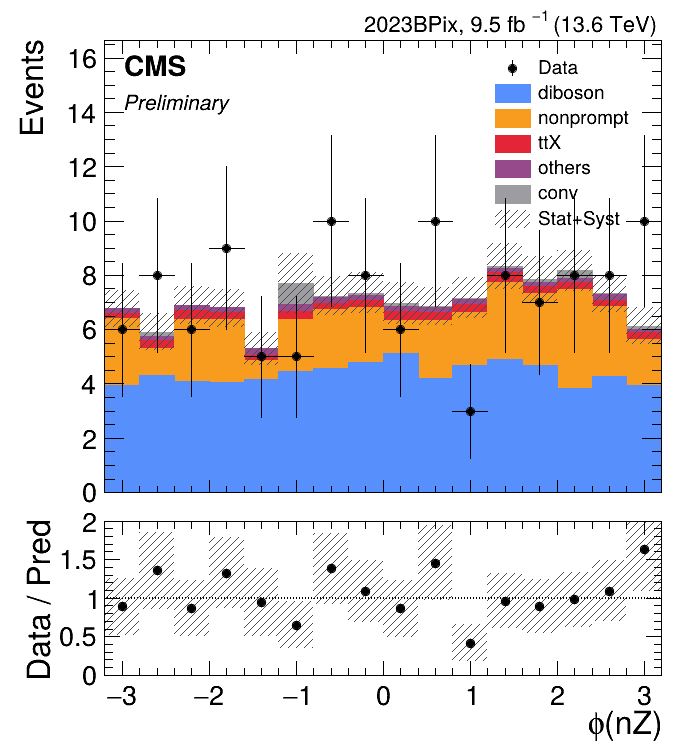 2023BPix, 9.5 fb⁻¹ (13.6 TeV)
CMS
Preliminary
Events
16
14
12
10
8
6
4
2
0
Data
diboson
nonprompt
ttX
others
conv
Stat+Syst
Data / Pred
2
1.5
1
0.5
0
−3 −2 −1 0 1 2 3
ϕ(nZ)